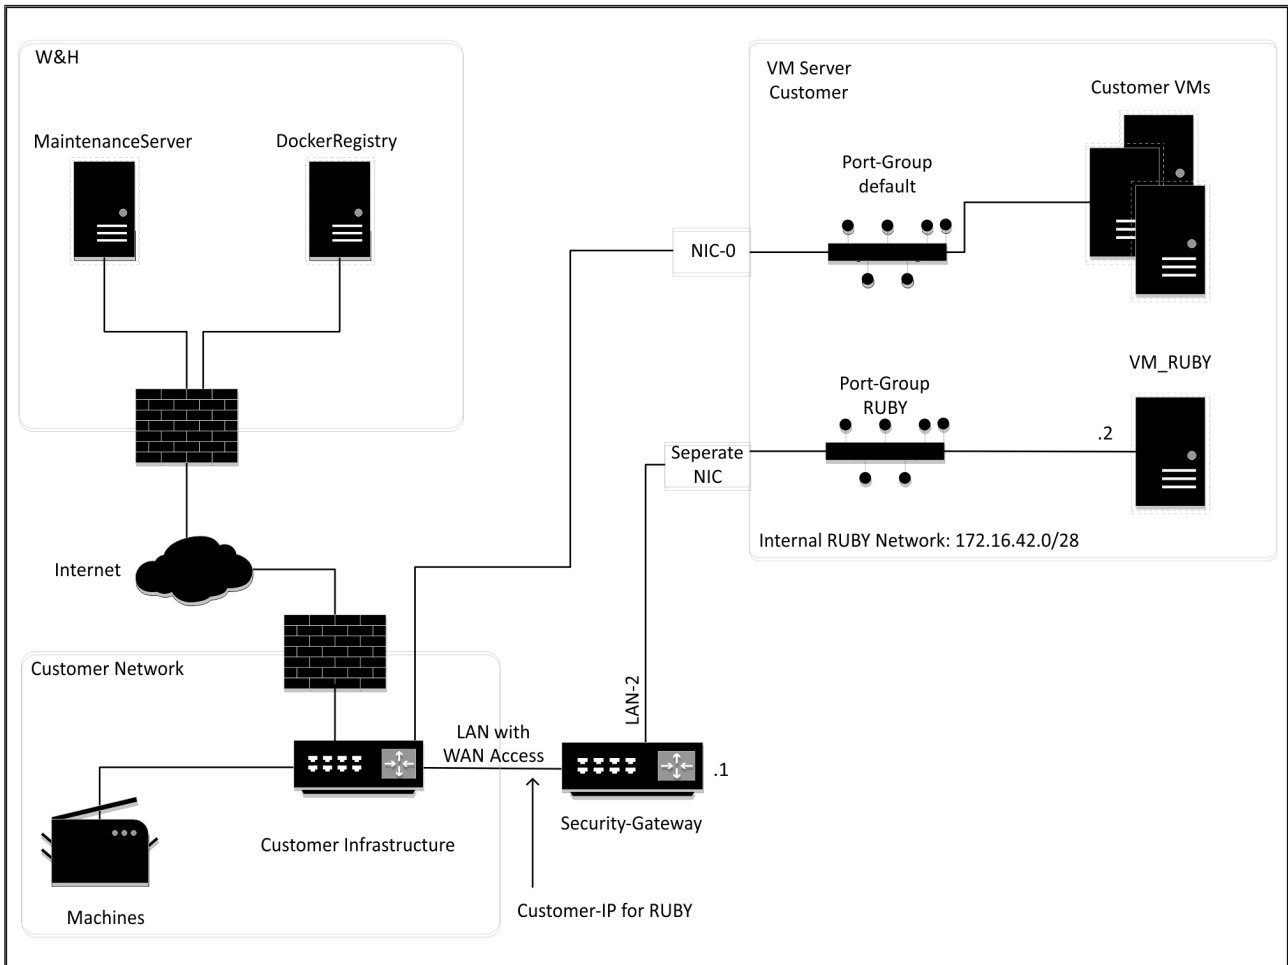 W&H
MaintenanceServer
DockerRegistry
VM Server
Customer
Customer VMs
Port-Group
default
NIC-0
VM_RUBY
Port-Group
RUBY
.2
Seperate
NIC
Internal RUBY Network: 172.16.42.0/28
Internet
Customer Network
LAN-2
LAN with
WAN Access
.1
Security-Gateway
Customer Infrastructure
Customer-IP for RUBY
Machines